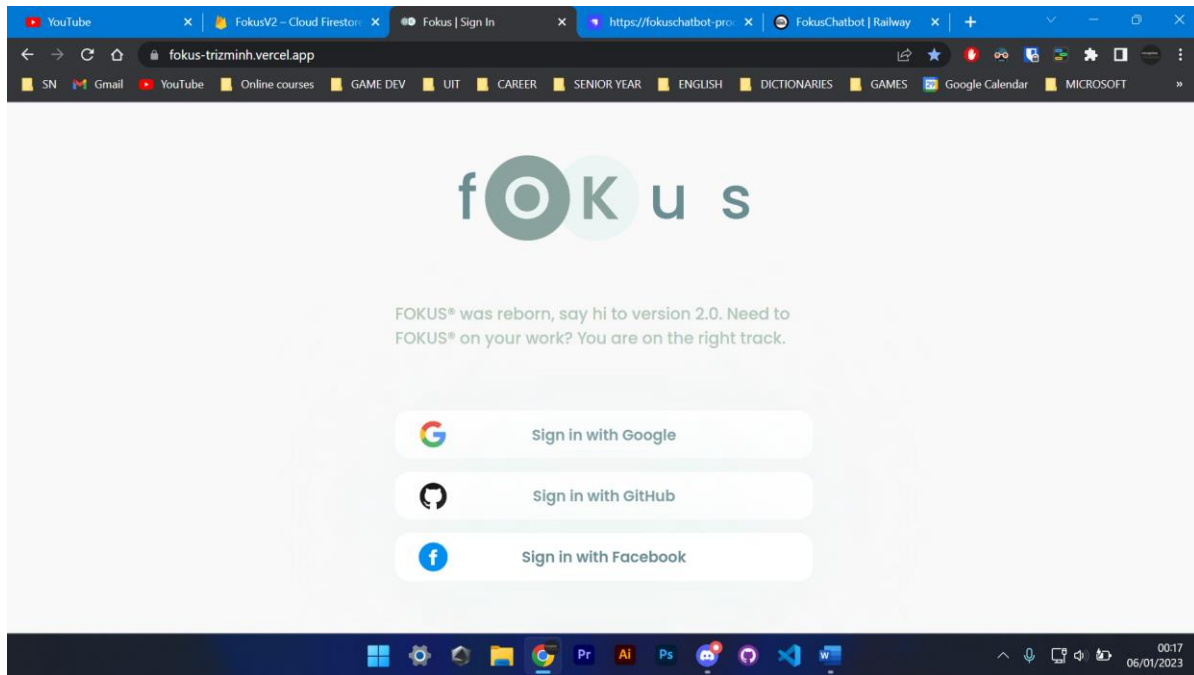 YouTube
FokusV2 – Cloud Firestore
Fokus | Sign In
https://fokuschatbot-pro
FokusChatbot | Railway
fokus-trizminh.vercel.app
SN
Gmail
YouTube
Online courses
GAME DEV
UIT
CAREER
SENIOR YEAR
ENGLISH
DICTIONARIES
GAMES
Google Calendar
MICROSOFT
»
fOKus
FOKUS® was reborn, say hi to version 2.0. Need to
FOKUS® on your work? You are on the right track.
Sign in with Google
Sign in with GitHub
Sign in with Facebook
Pr
Ai
Ps
00:17
06/01/2023